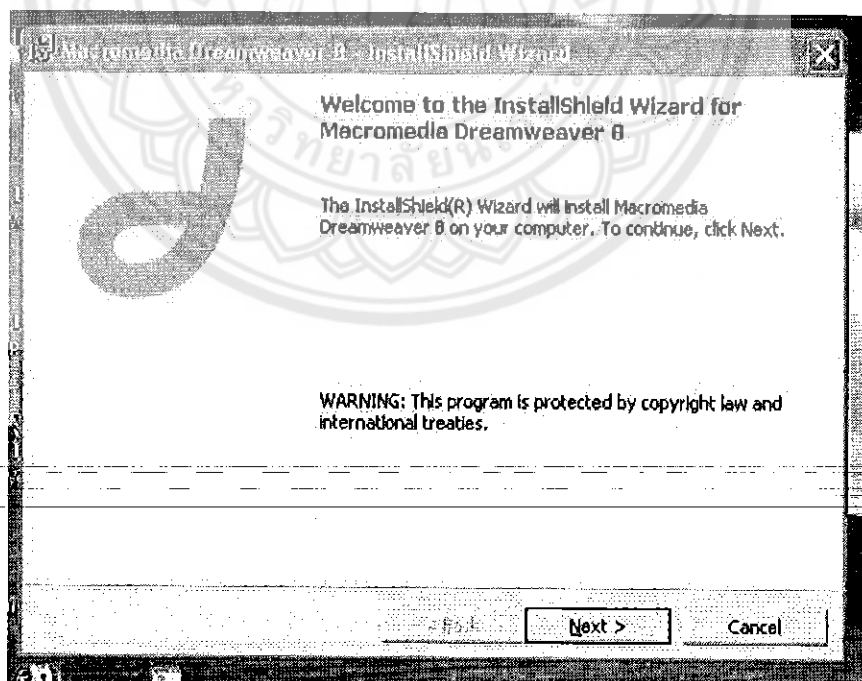 Macromedia Dreamweaver 8 - InstallShield Wizard
Welcome to the InstallShield Wizard for
Macromedia Dreamweaver 8
The InstallShield(R) Wizard will install Macromedia
Dreamweaver 8 on your computer. To continue, click Next.
WARNING: This program is protected by copyright law and
international treaties.
< Back
Next >
Cancel